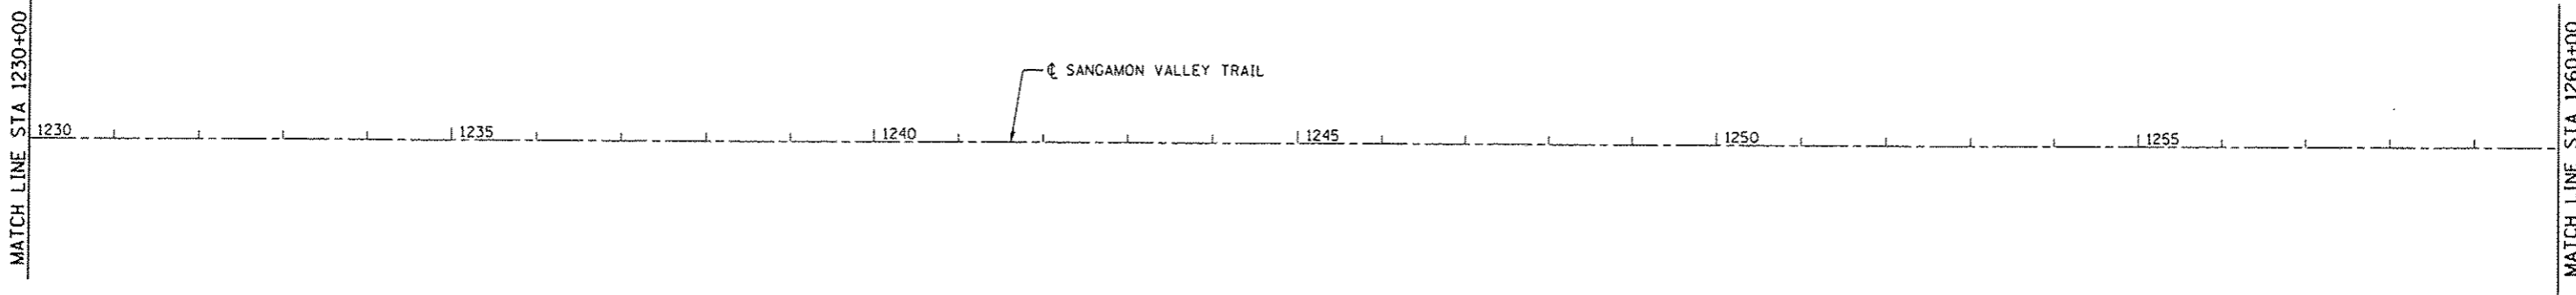 MATCH LINE STA 1230+00
℄ SANGAMON VALLEY TRAIL
1230 1235 1240 1245 1250 1255
MATCH LINE STA 1260+00